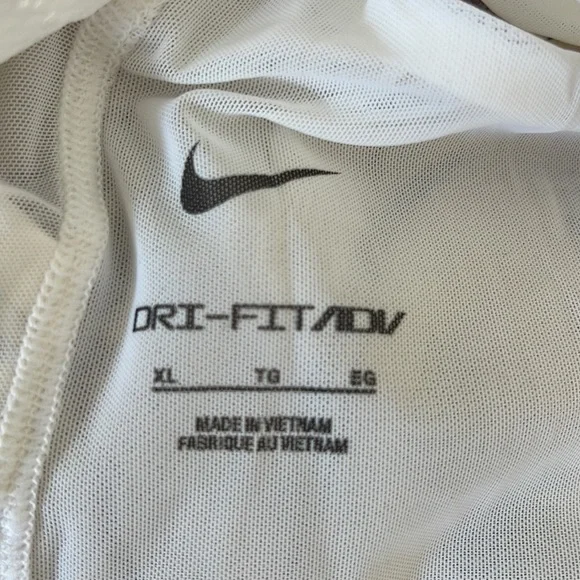 DRI-FIT ADV
XL TG EG
MADE IN VIETNAM
FABRIQUE AU VIETNAM